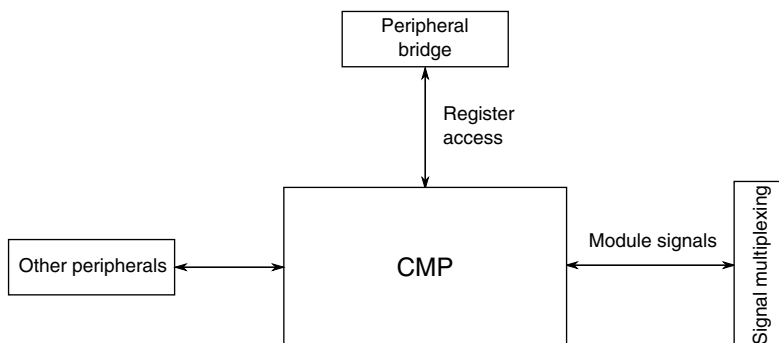 Peripheral
bridge
Register
access
Module signals
Signal multiplexing
Other peripherals
CMP